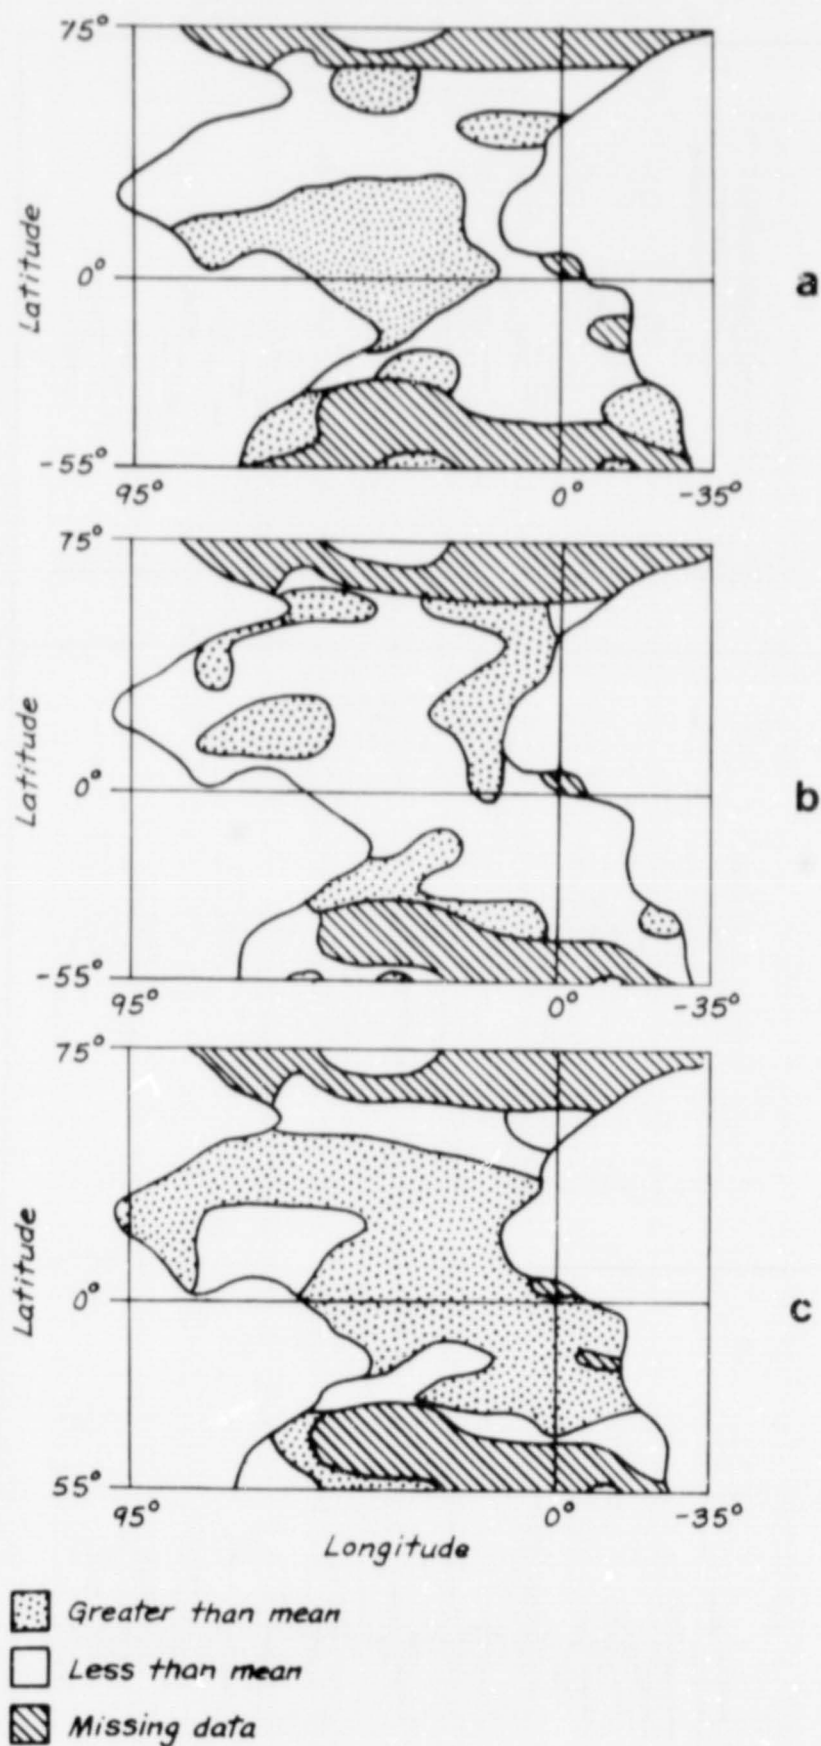 75°
Latitude
0°
a
-55°
95° 0° -35°
75°
Latitude
0°
b
-55°
95° 0° -35°
75°
Latitude
0°
c
55°
95° 0° -35°
Longitude
Greater than mean
Less than mean
Missing data